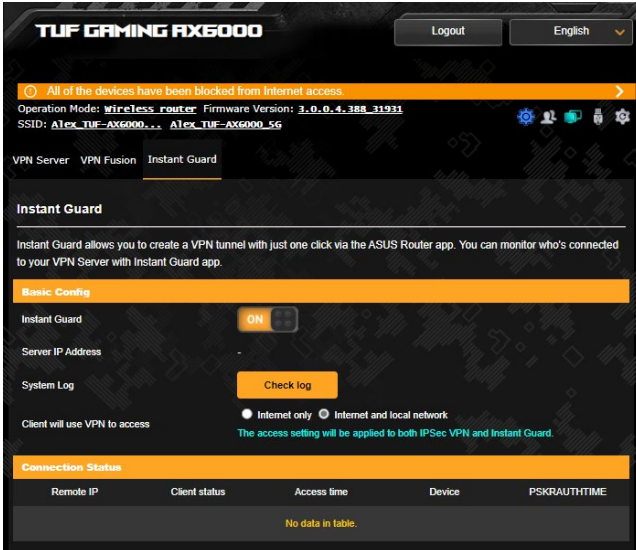 TUF GAMING AX6000
Logout
English
All of the devices have been blocked from Internet access.
Operation Mode: Wireless router Firmware Version: 3.0.0.4.388_31931
SSID: Alex_TUF-AX6000... Alex_TUF-AX6000_5G
VPN Server VPN Fusion Instant Guard
Instant Guard
Instant Guard allows you to create a VPN tunnel with just one click via the ASUS Router app. You can monitor who's connected
to your VPN Server with Instant Guard app.
Basic Config
Instant Guard ON
Server IP Address -
System Log Check log
Client will use VPN to access Internet only Internet and local network
The access setting will be applied to both IPSec VPN and Instant Guard.
Connection Status
Remote IP Client status Access time Device PSKRAUTHTIME
No data in table.